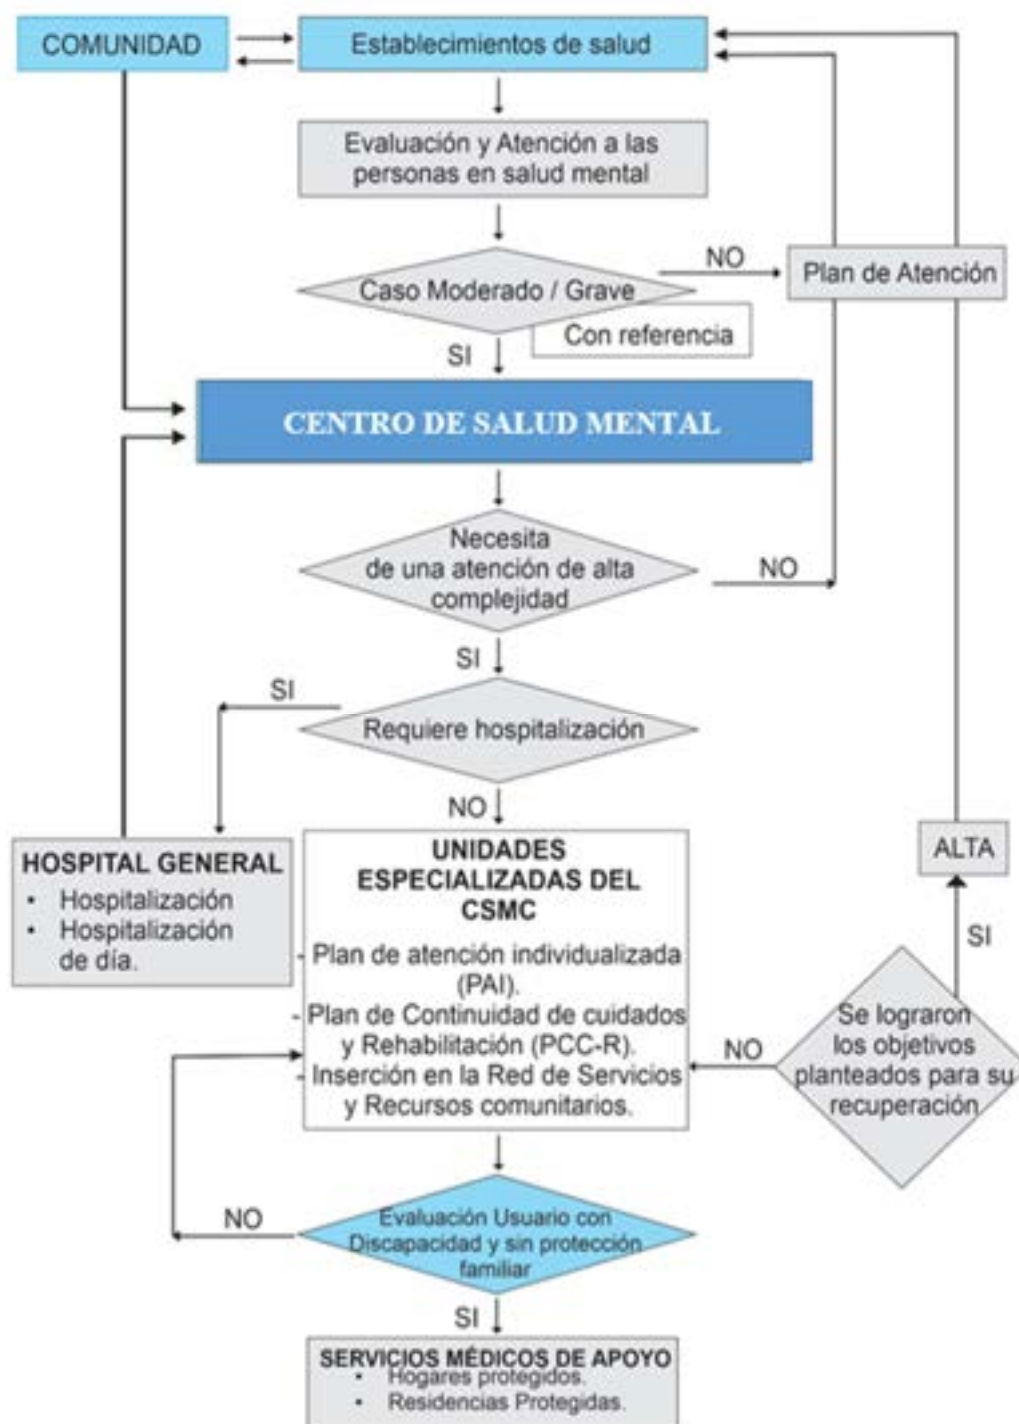 COMUNIDAD
Establecimientos de salud
Evaluación y Atención a las
personas en salud mental
NO
Plan de Atención
Caso Moderado / Grave
Con referencia
SI
CENTRO DE SALUD MENTAL
Necesita
de una atención de alta
complejidad
NO
SI
SI
Requiere hospitalización
NO
HOSPITAL GENERAL
• Hospitalización
• Hospitalización
de día.
UNIDADES
ESPECIALIZADAS DEL
CSMC
- Plan de atención individualizada
(PAI).
- Plan de Continuidad de cuidados
y Rehabilitación (PCC-R).
- Inserción en la Red de Servicios
y Recursos comunitarios.
ALTA
SI
Se lograron
los objetivos
planteados para su
recuperación
NO
NO
Evaluación Usuario con
Discapacidad y sin protección
familiar
SI
SERVICIOS MÉDICOS DE APOYO
• Hogares protegidos.
• Residencias Protegidas.